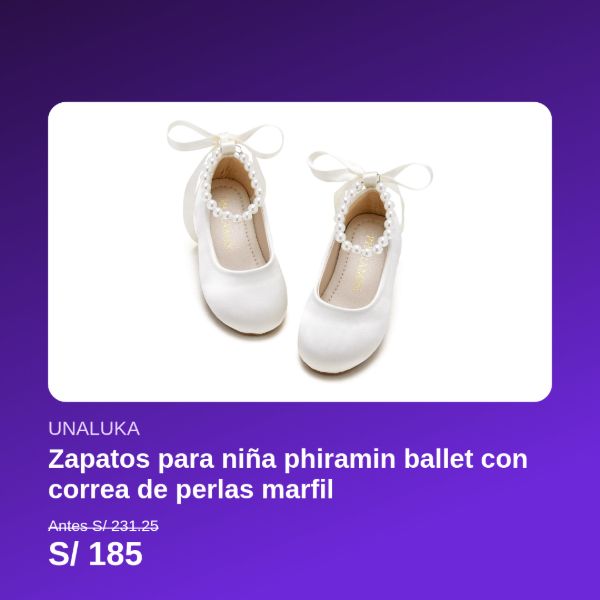 UNALUKA
Zapatos para niña phiramin ballet con
correa de perlas marfil
Antes S/ 231.25
S/ 185